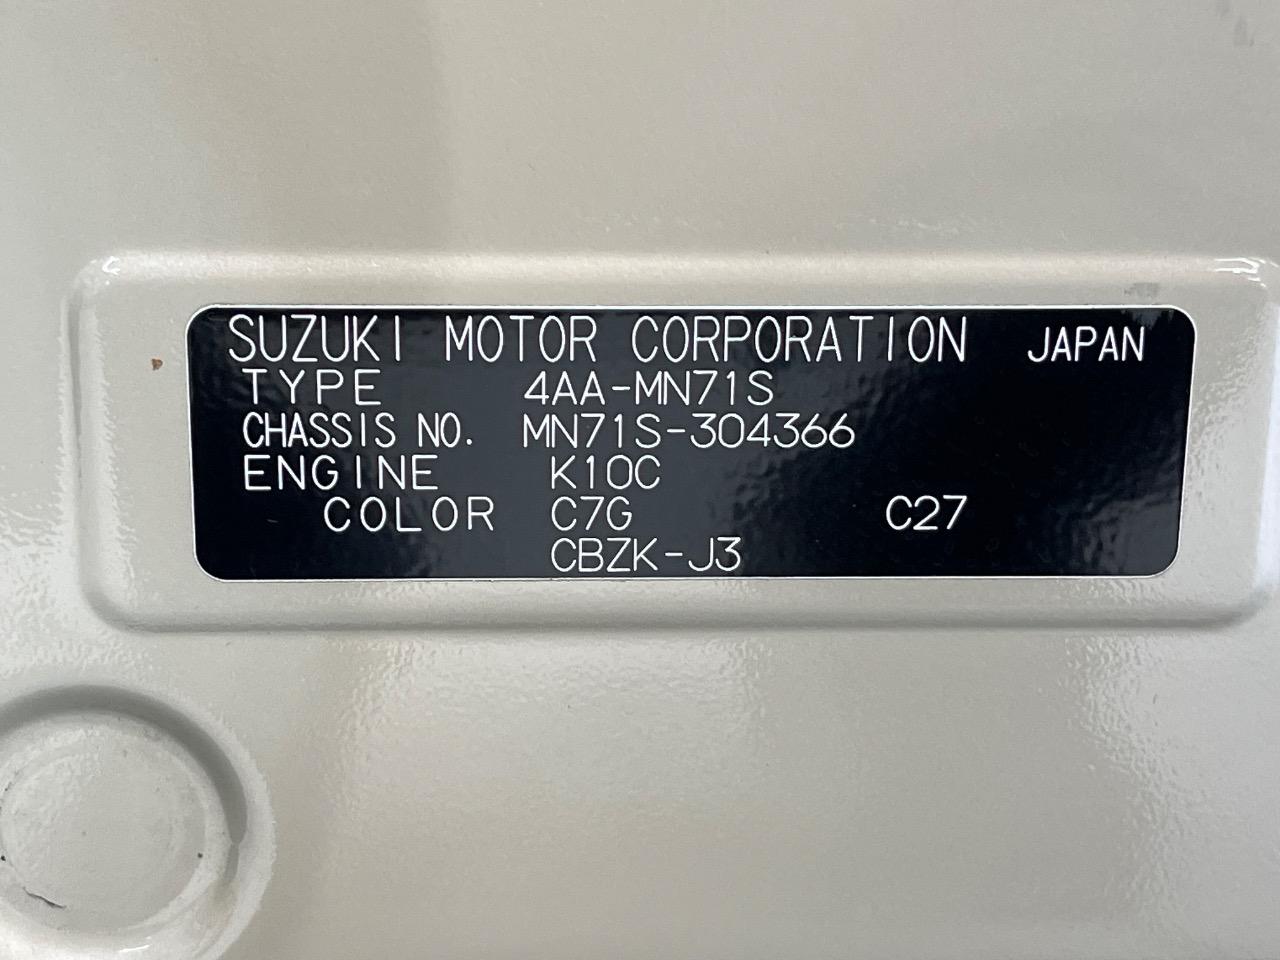 SUZUKI MOTOR CORPORATION JAPAN
TYPE 4AA-MN71S
CHASSIS NO. MN71S-304366
ENGINE K10C
COLOR C7G C27
CBZK-J3